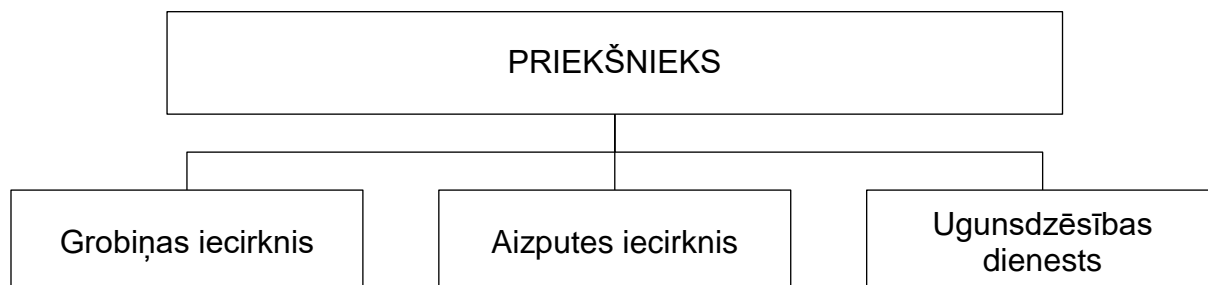 PRIEKŠNIEKS
Grobiņas iecirknis
Aizputes iecirknis
Ugunsdzēsības
dienests